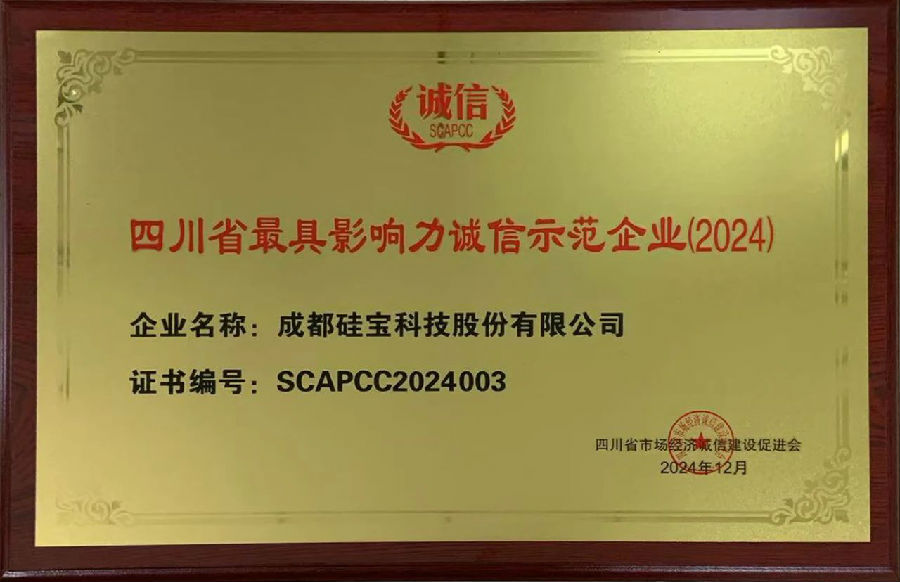 诚信
SCAPCC
四川省最具影响力诚信示范企业(2024)
企业名称：成都硅宝科技股份有限公司
证书编号：SCAPCC2024003
四川省市场经济诚信建设促进会
2024年12月